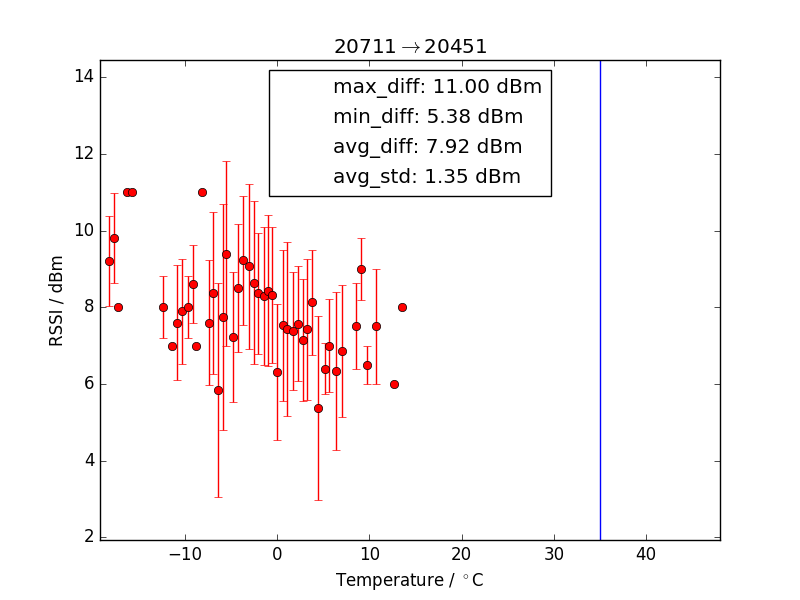 20711→20451
max_diff: 11.00 dBm
min_diff: 5.38 dBm
avg_diff: 7.92 dBm
avg_std: 1.35 dBm
14
12
10
8
6
4
2
RSSI / dBm
−10 0 10 20 30 40
Temperature / °C